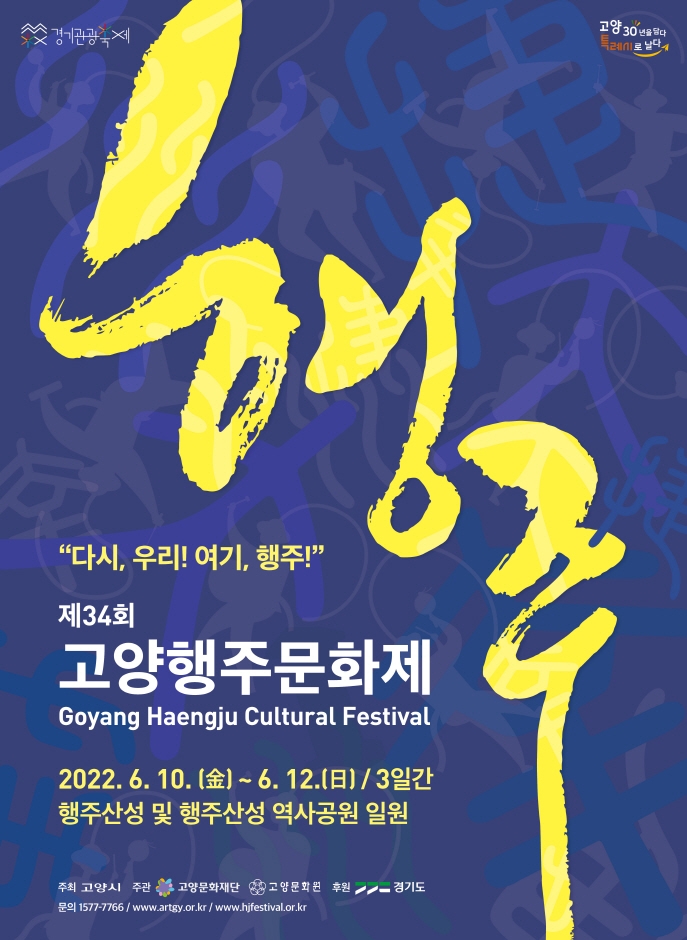 경기관광축제
고양 30년을 담다
특례시로 날다
행주
“다시, 우리! 여기, 행주!”
제34회
고양행주문화제
Goyang Haengju Cultural Festival
2022. 6. 10. (金) ~ 6. 12.(日) / 3일간
행주산성 및 행주산성 역사공원 일원
주최 고양시 주관 고양문화재단 고양문화원 후원 경기도
문의 1577-7766 / www.artgy.or.kr / www.hjfestival.or.kr